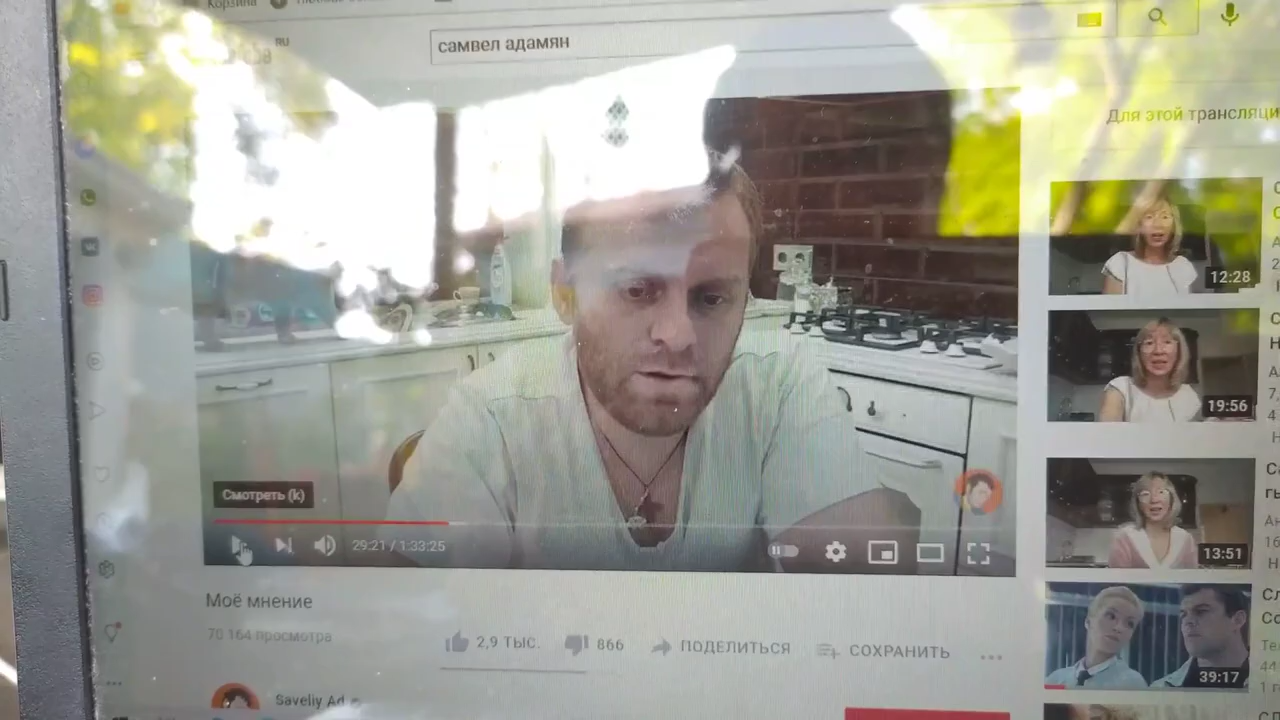 Корзина
RU
самвел адамян
Для этой трансляци
12:28
19:56
13:51
39:17
Смотреть (k)
29:21 / 1:33:25
Моё мнение
70 164 просмотра
2,9 ТЫС.
866
ПОДЕЛИТЬСЯ
СОХРАНИТЬ
Saveliy Ad